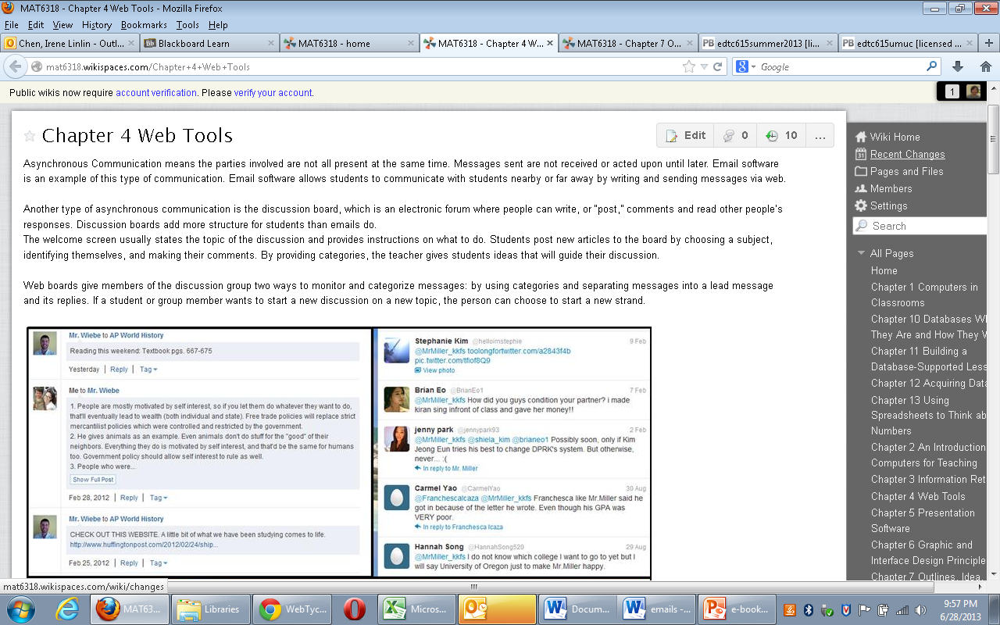 MAT6318 - Chapter 4 Web Tools - Mozilla Firefox
File Edit View History Bookmarks Tools Help
Chen, Irene Linlin - Outl...
Blackboard Learn
MAT6318 - home
MAT6318 - Chapter 4 W...
MAT6318 - Chapter 7 O...
edtc615summer2013 [li...
edtc615umuc [licensed ...
mat6318.wikispaces.com/Chapter+4+Web+Tools
Google
Public wikis now require account verification. Please verify your account.
1
Chapter 4 Web Tools
Edit 0 10 ...
Asynchronous Communication means the parties involved are not all present at the same time. Messages sent are not received or acted upon until later. Email software
is an example of this type of communication. Email software allows students to communicate with students nearby or far away by writing and sending messages via web.
Another type of asynchronous communication is the discussion board, which is an electronic forum where people can write, or "post," comments and read other people's
responses. Discussion boards add more structure for students than emails do.
The welcome screen usually states the topic of the discussion and provides instructions on what to do. Students post new articles to the board by choosing a subject,
identifying themselves, and making their comments. By providing categories, the teacher gives students ideas that will guide their discussion.
Web boards give members of the discussion group two ways to monitor and categorize messages: by using categories and separating messages into a lead message
and its replies. If a student or group member wants to start a new discussion on a new topic, the person can choose to start a new strand.
Mr. Wiebe to AP World History
Reading this weekend: Textbook pgs. 667-675
Yesterday | Reply | Tag
Me to Mr. Wiebe
1. People are mostly motivated by self interest, so if you let them do whatever they want to do,
that'll eventually lead to wealth (both individual and state). Free trade policies will replace strict
mercantilist policies which were controlled and restricted by the government.
2. He gives animals as an example. Even animals don't do stuff for the "good" of their
neighbors. Everything they do is motivated by self interest, and that'd be the same for humans
too. Government policy should allow self interest to rule as well.
3. People who were...
Show Full Post
Feb 28, 2012 | Reply | Tag
Mr. Wiebe to AP World History
CHECK OUT THIS WEBSITE. A little bit of what we have been studying comes to life.
http://www.huffingtonpost.com/2012/02/24/ship...
Feb 25, 2012 | Reply | Tag
Stephanie Kim @helloimstephie 9 Feb
@MrMiller_kkfs toolongfortwitter.com/a2843f4b
pic.twitter.com/tfiof8Q9
View photo
Brian Eo @BrianEo1 7 Feb
@MrMiller_kkfs How did you guys condition your partner? i made
kiran sing infront of class and gave her money!!
jenny park @jennypark93 2 Feb
@MrMiller_kkfs @shiela_kim @brianeo1 Possibly soon, only if Kim
Jeong Eun tries his best to change DPRK's system. But otherwise,
never... :(
In reply to Mr. Miller
Carmel Yao @CarmelYao 30 Aug
@Franchescalcaza @MrMiller_kkfs Franchesca like Mr.Miller said he
got in because of the letter he wrote. Even though his GPA was
VERY poor.
In reply to Franchesca Icaza
Hannah Song @HannahSong520 29 Aug
@MrMiller_kkfs I do not know which college I want to go to yet but I
will say University of Oregon just to make Mr.Miller happy.
Wiki Home
Recent Changes
Pages and Files
Members
Settings
Search
All Pages
Home
Chapter 1 Computers in
Classrooms
Chapter 10 Databases Wh
They Are and How They W
Chapter 11 Building a
Database-Supported Less
Chapter 12 Acquiring Data
Chapter 13 Using
Spreadsheets to Think ab
Numbers
Chapter 2 An Introduction
Computers for Teaching
Chapter 3 Information Ret
Chapter 4 Web Tools
Chapter 5 Presentation
Software
Chapter 6 Graphic and
Interface Design Principle
Chapter 7 Outlines, Idea
mat6318.wikispaces.com/wiki/changes
MAT63...
Libraries
WebTyc...
Micros...
Docum...
emails -...
e-book...
9:57 PM
6/28/2013